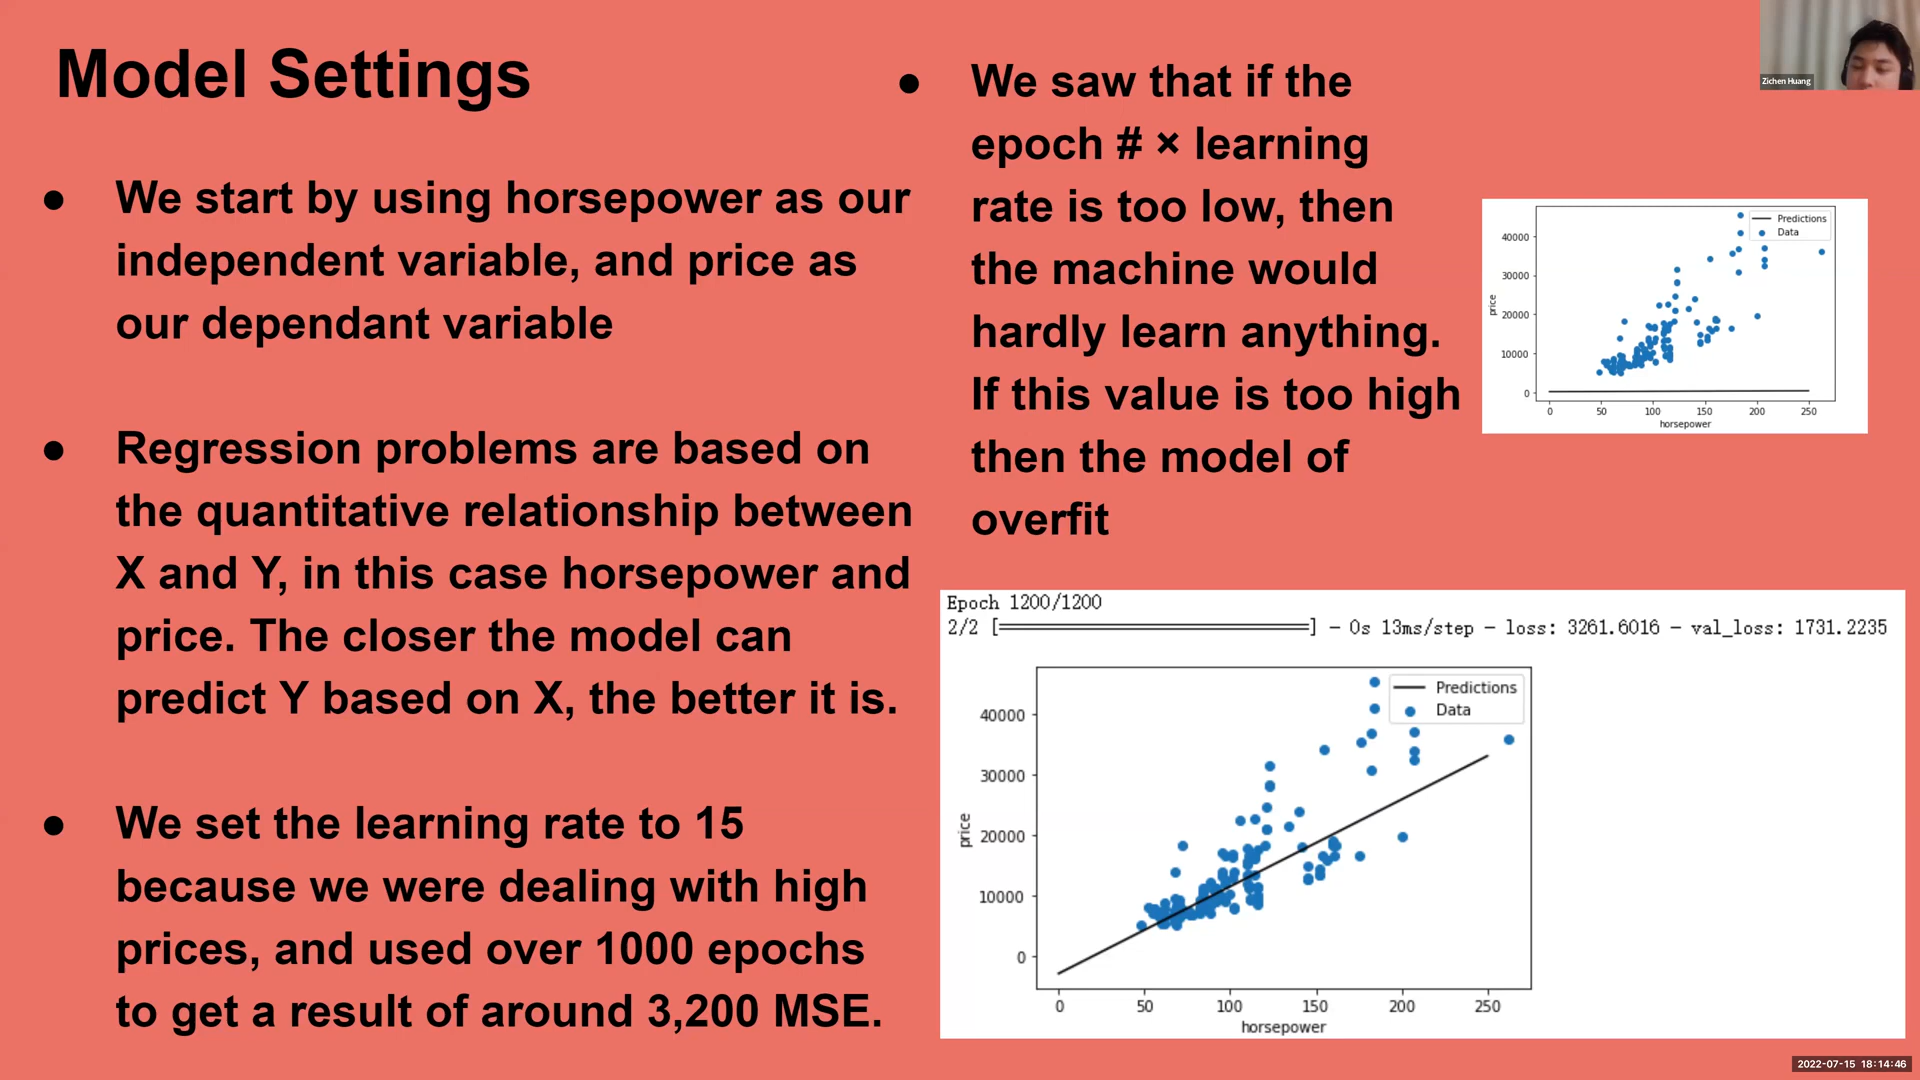 Model Settings
We start by using horsepower as our
independent variable, and price as
our dependant variable
Regression problems are based on
the quantitative relationship between
X and Y, in this case horsepower and
price. The closer the model can
predict Y based on X, the better it is.
We set the learning rate to 15
because we were dealing with high
prices, and used over 1000 epochs
to get a result of around 3,200 MSE.
We saw that if the
epoch # × learning
rate is too low, then
the machine would
hardly learn anything.
If this value is too high
then the model of
overfit
Zichen Huang
Predictions
Data
40000
30000
20000
10000
0
price
0 50 100 150 200 250
horsepower
Epoch 1200/1200
2/2 [==============================] - 0s 13ms/step - loss: 3261.6016 - val_loss: 1731.2235
Predictions
Data
40000
30000
20000
10000
0
price
0 50 100 150 200 250
horsepower
2022-07-15 18:14:46